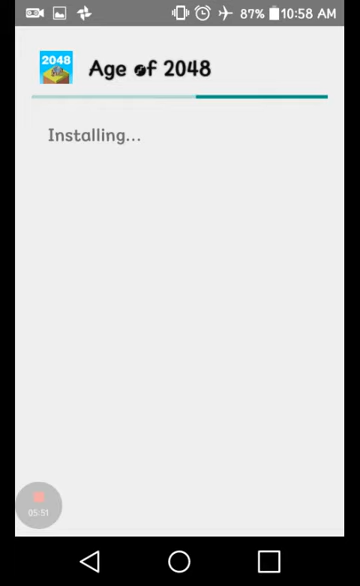 87% 10:58 AM
2048
Age of 2048
Installing...
05:51